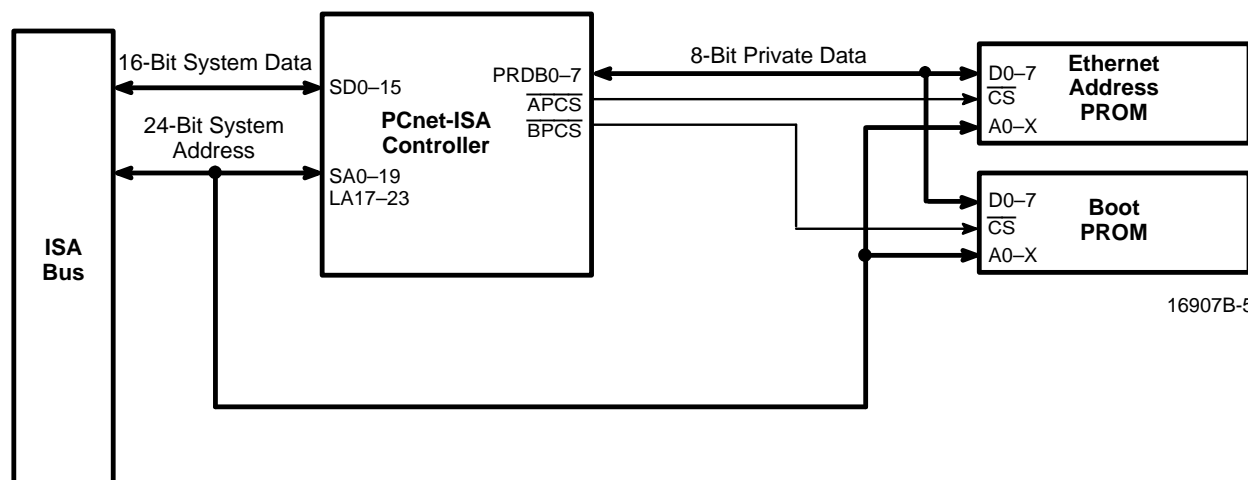 16-Bit System Data
24-Bit System
Address
ISA
Bus
SD0–15
PCnet-ISA
Controller
SA0–19
LA17–23
PRDB0–7
APCS
BPCS
8-Bit Private Data
D0–7
CS
A0–X
Ethernet
Address
PROM
D0–7
CS
A0–X
Boot
PROM
16907B-5